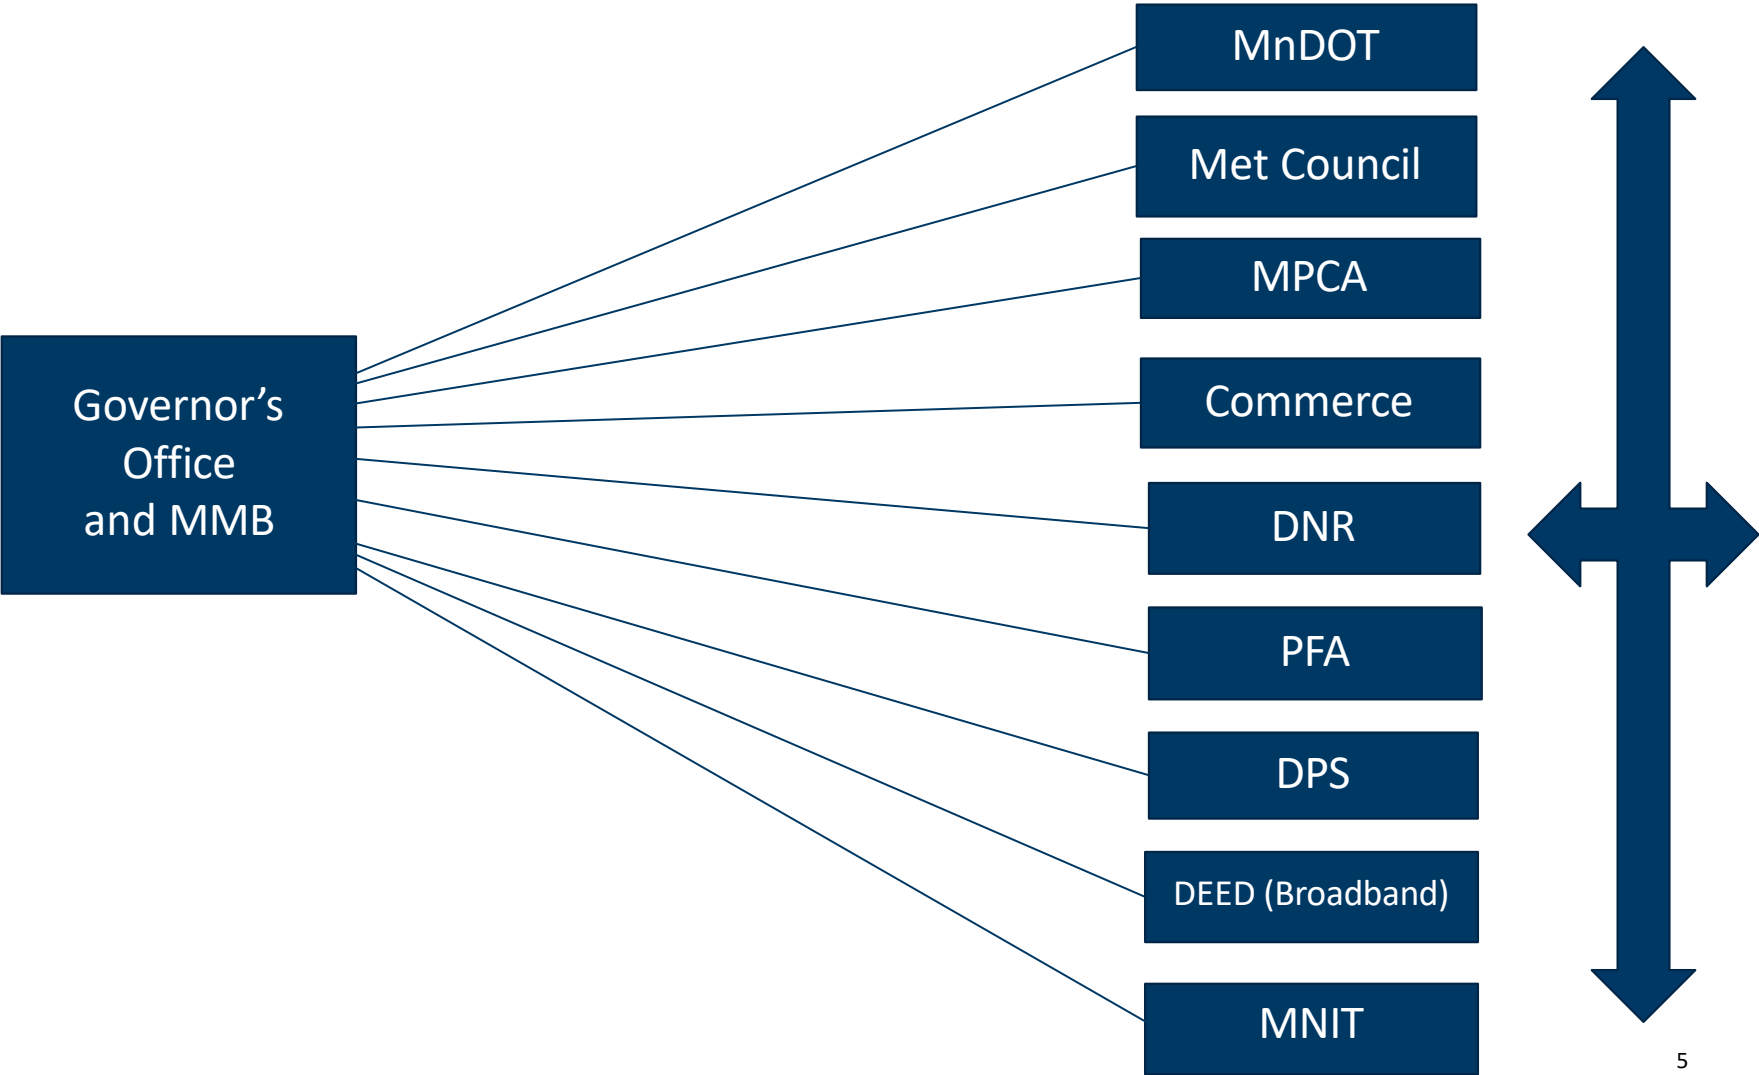 MnDOT
Met Council
MPCA
Governor’s
Office
and MMB
Commerce
DNR
PFA
DPS
DEED (Broadband)
MNIT
5